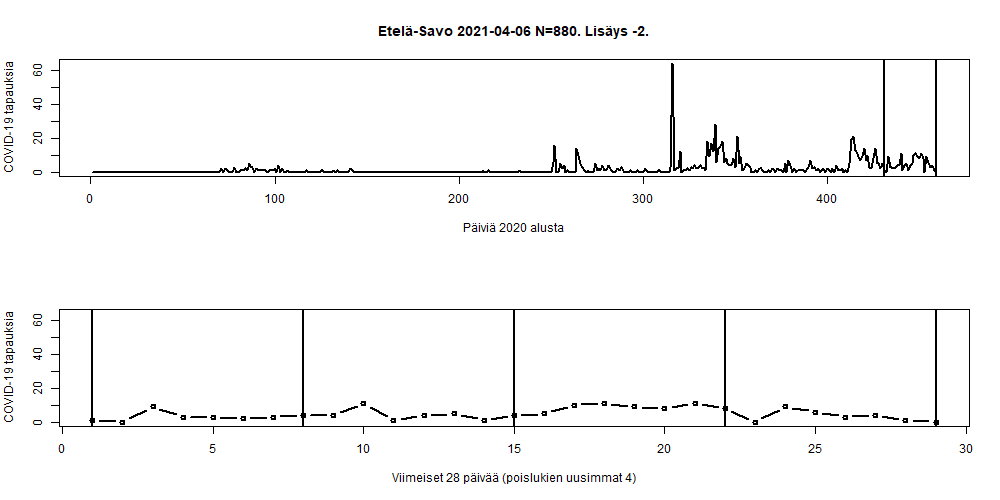 Etelä-Savo 2021-04-06 N=880. Lisäys -2.
COVID-19 tapauksia
0 20 40 60
0 100 200 300 400
Päiviä 2020 alusta
COVID-19 tapauksia
0 20 40 60
0 5 10 15 20 25 30
Viimeiset 28 päivää (poislukien uusimmat 4)